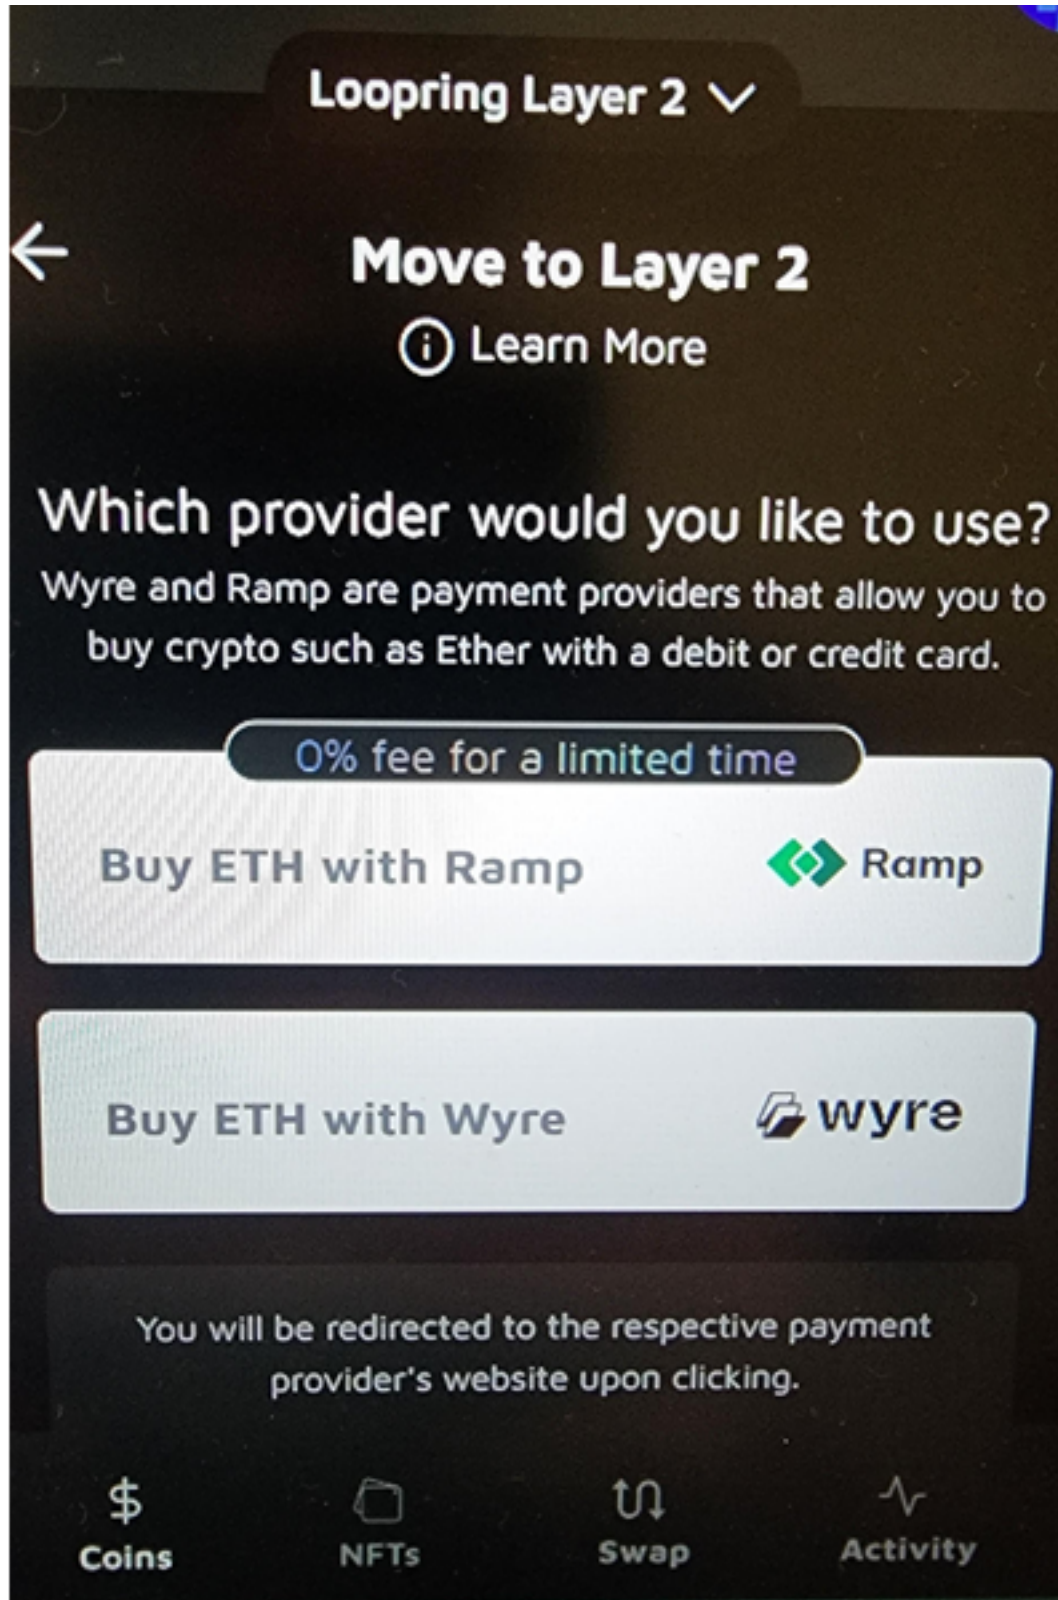 Loopring Layer 2
Move to Layer 2
Learn More
Which provider would you like to use?
Wyre and Ramp are payment providers that allow you to
buy crypto such as Ether with a debit or credit card.
0% fee for a limited time
Buy ETH with Ramp Ramp
Buy ETH with Wyre wyre
You will be redirected to the respective payment
provider's website upon clicking.
Coins NFTs Swap Activity